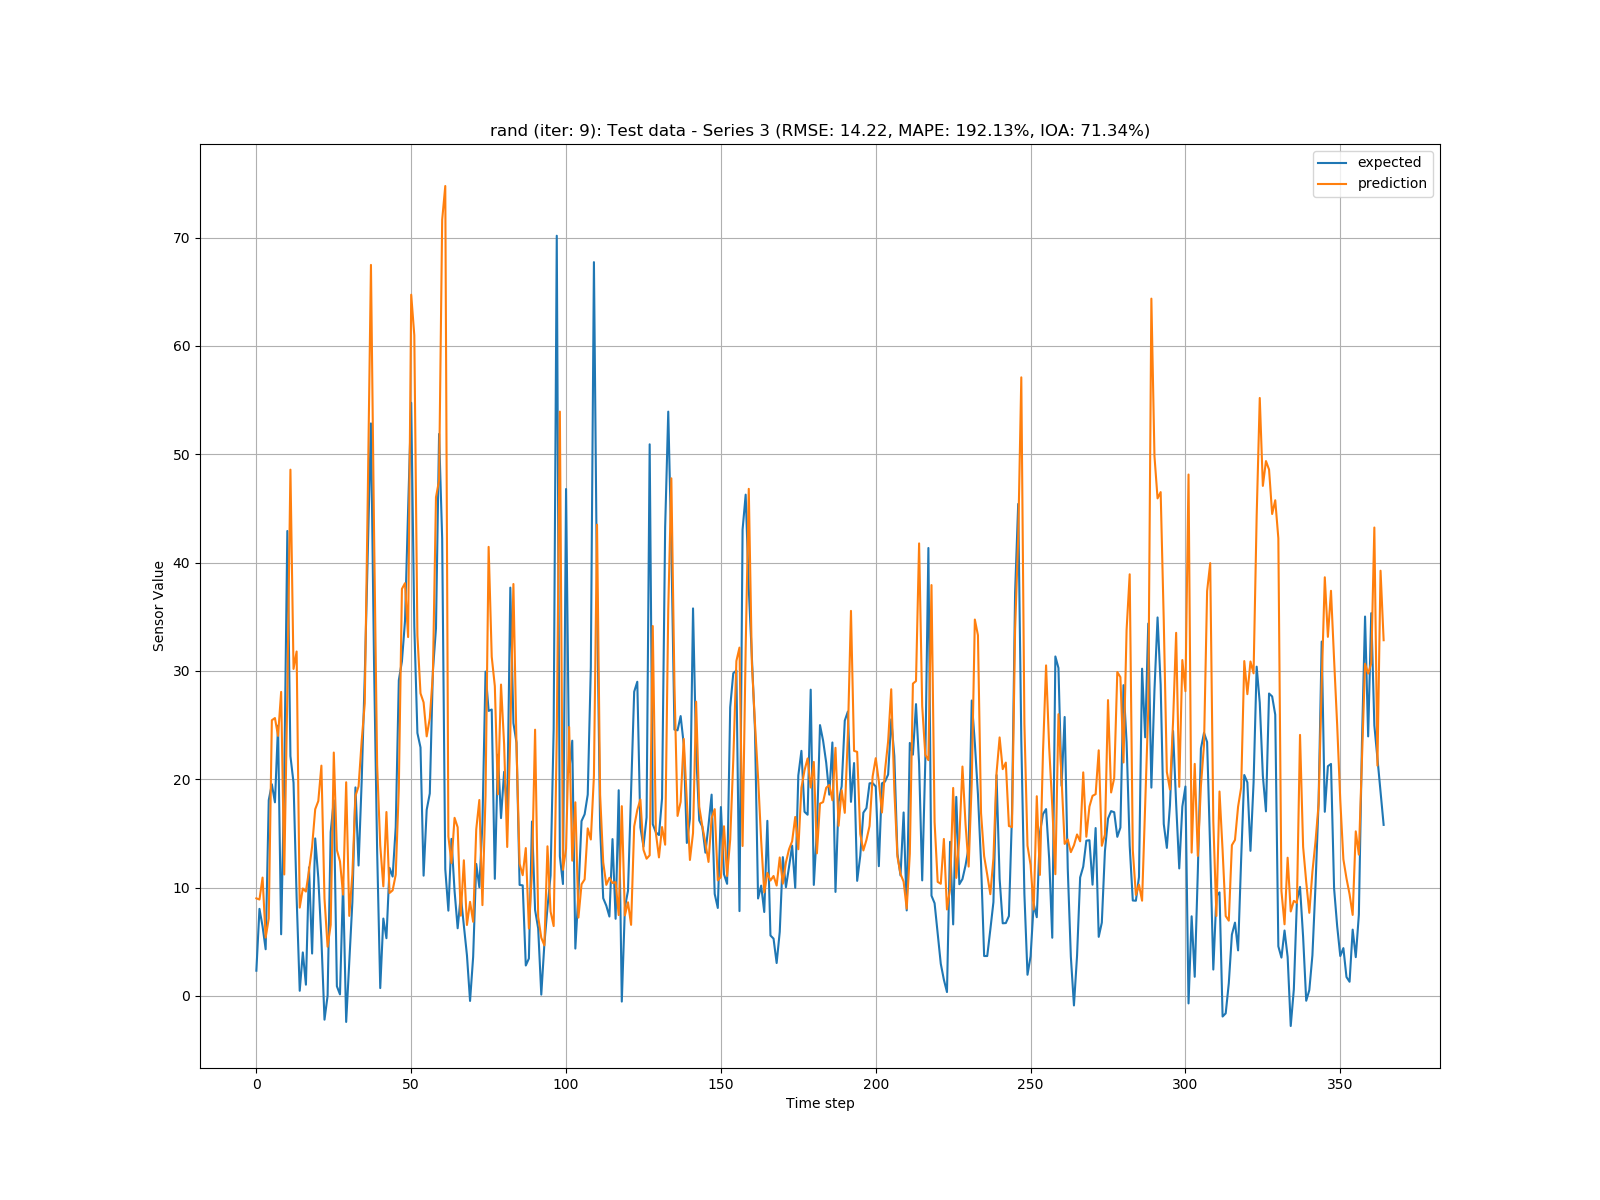 rand (iter: 9): Test data - Series 3 (RMSE: 14.22, MAPE: 192.13%, IOA: 71.34%)
expected
prediction
70
60
50
40
30
20
10
0
Sensor Value
0 50 100 150 200 250 300 350
Time step